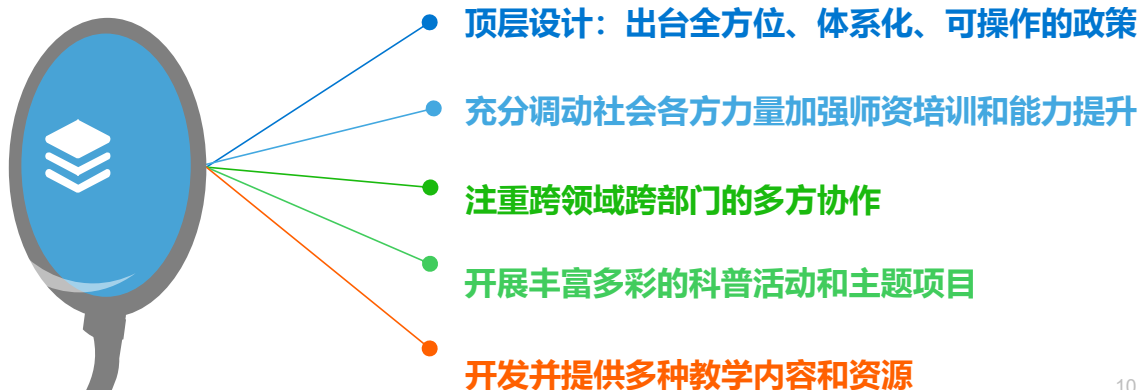 顶层设计：出台全方位、体系化、可操作的政策
充分调动社会各方力量加强师资培训和能力提升
注重跨领域跨部门的多方协作
开展丰富多彩的科普活动和主题项目
开发并提供多种教学内容和资源
10